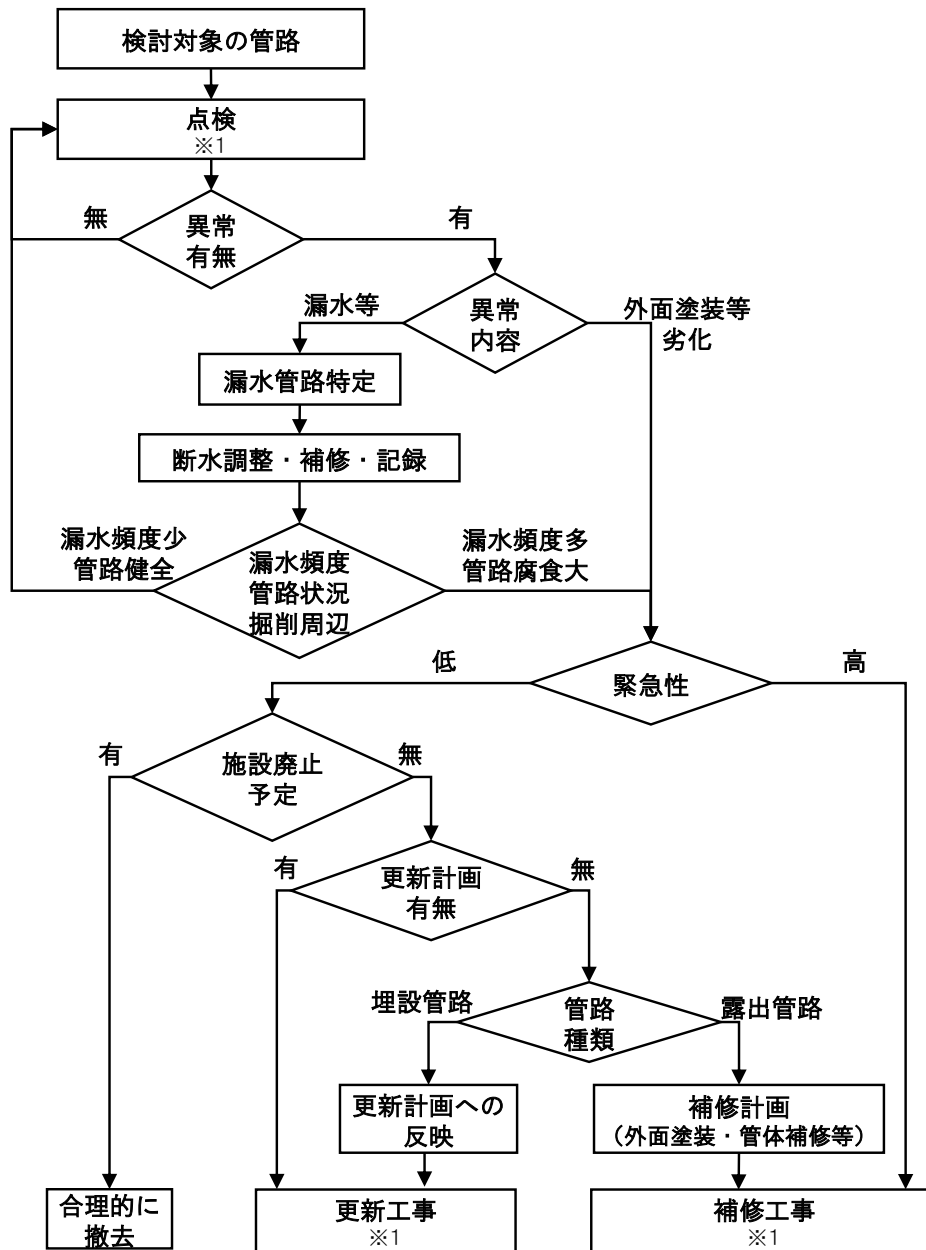 検討対象の管路
点検
※1
無
異常
有無
有
漏水等
異常
内容
外面塗装等
劣化
漏水管路特定
断水調整・補修・記録
漏水頻度少
管路健全
漏水頻度
管路状況
掘削周辺
漏水頻度多
管路腐食大
低
緊急性
高
有
施設廃止
予定
無
有
更新計画
有無
無
埋設管路
管路
種類
露出管路
更新計画への
反映
補修計画
（外面塗装・管体補修等）
合理的に
撤去
更新工事
※1
補修工事
※1